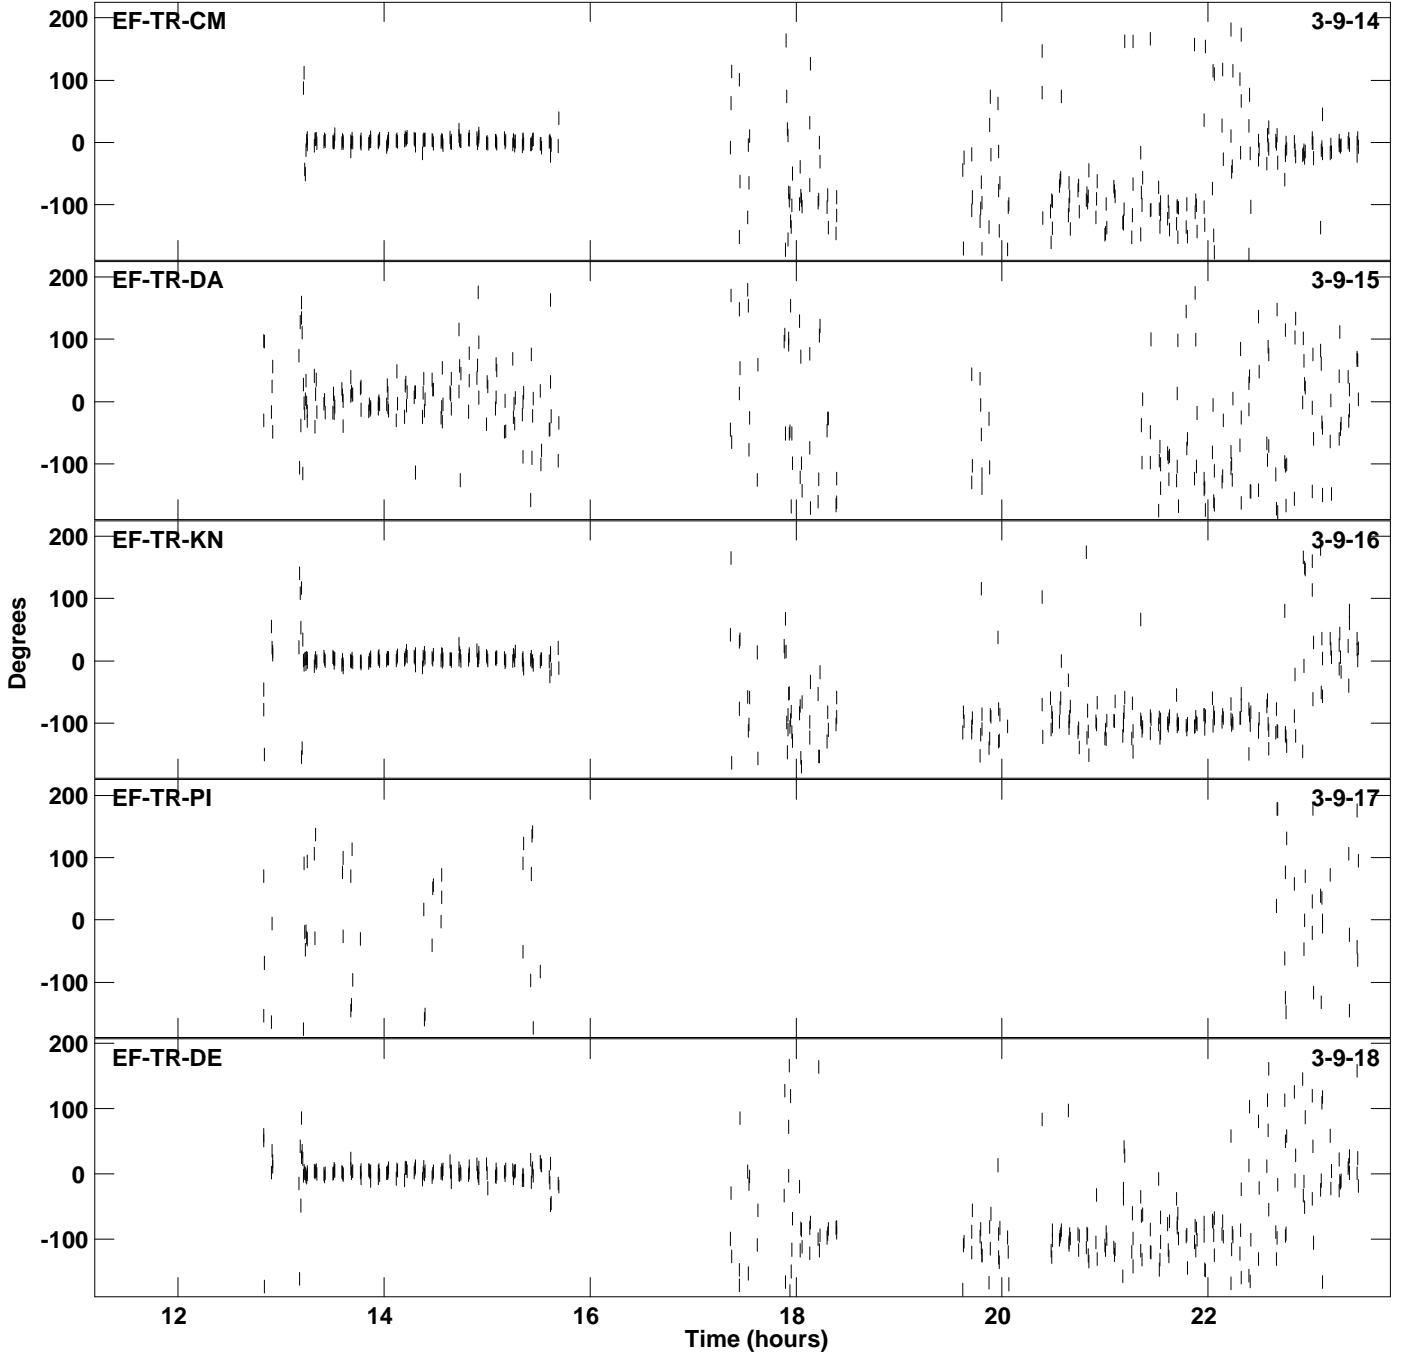 200 EF-TR-CM 3-9-14
100
0
-100
200 EF-TR-DA 3-9-15
100
0
-100
200 EF-TR-KN 3-9-16
100
0
-100
Degrees
200 EF-TR-PI 3-9-17
100
0
-100
200 EF-TR-DE 3-9-18
100
0
-100
12 14 16 18 20 22
Time (hours)